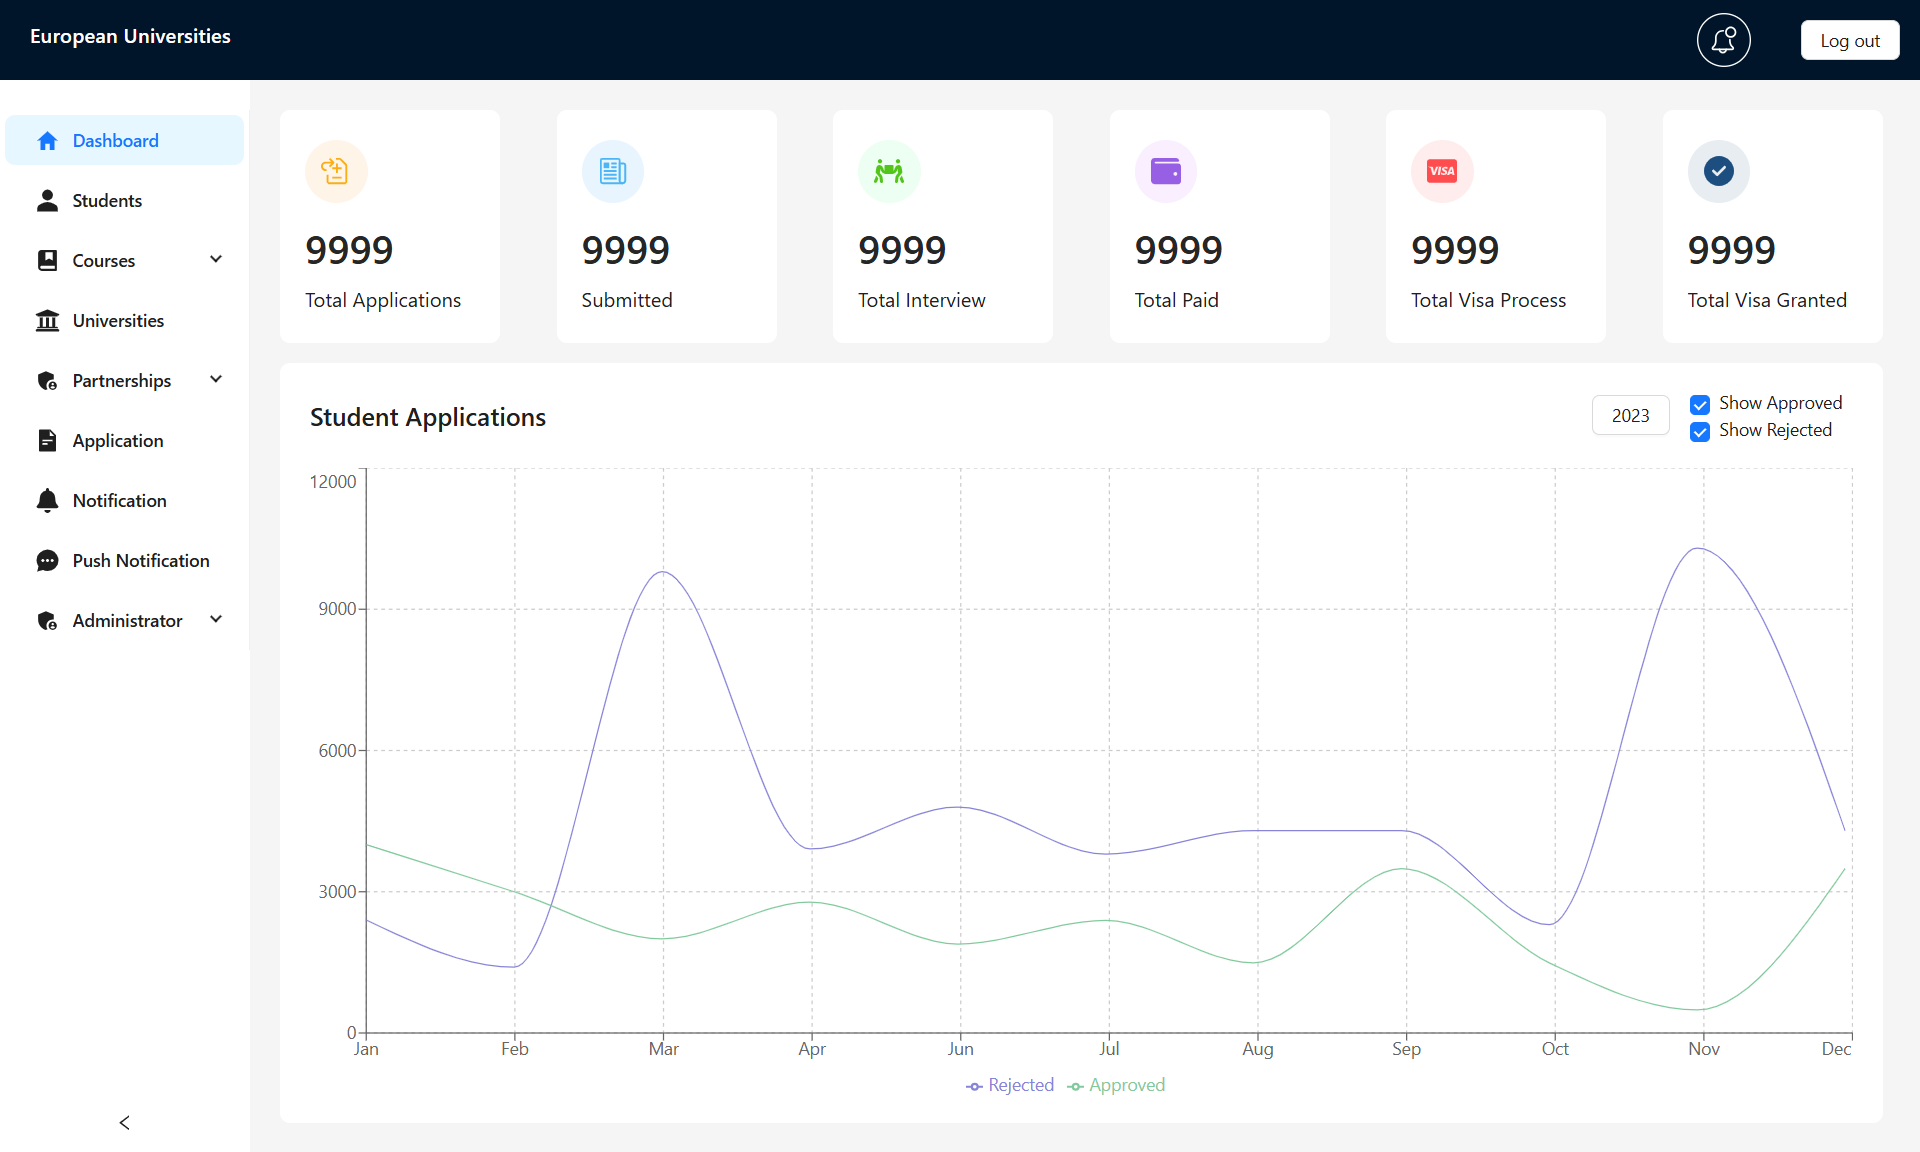 European Universities
Log out
Dashboard
Students
Courses
Universities
Partnerships
Application
Notification
Push Notification
Administrator
9999
Total Applications
9999
Submitted
9999
Total Interview
9999
Total Paid
VISA
9999
Total Visa Process
9999
Total Visa Granted
Student Applications
2023
Show Approved
Show Rejected
12000
9000
6000
3000
0
Jan Feb Mar Apr Jun Jul Aug Sep Oct Nov Dec
Rejected Approved